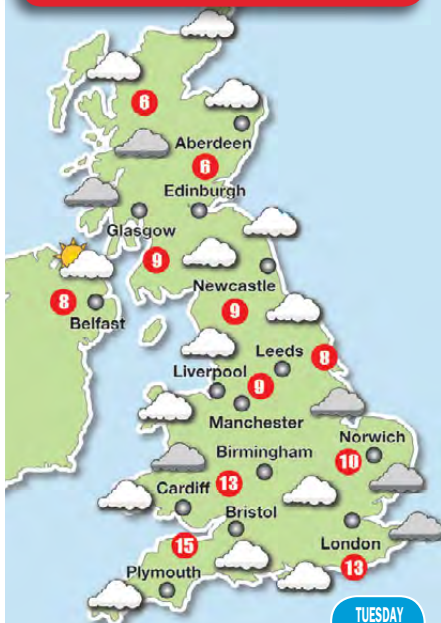 6
Aberdeen
6
Edinburgh
Glasgow
9
Newcastle
8
Belfast
9
Leeds
8
Liverpool
9
Manchester
Norwich
Birmingham
10
13
Cardiff
Bristol
London
15
13
Plymouth
TUESDAY